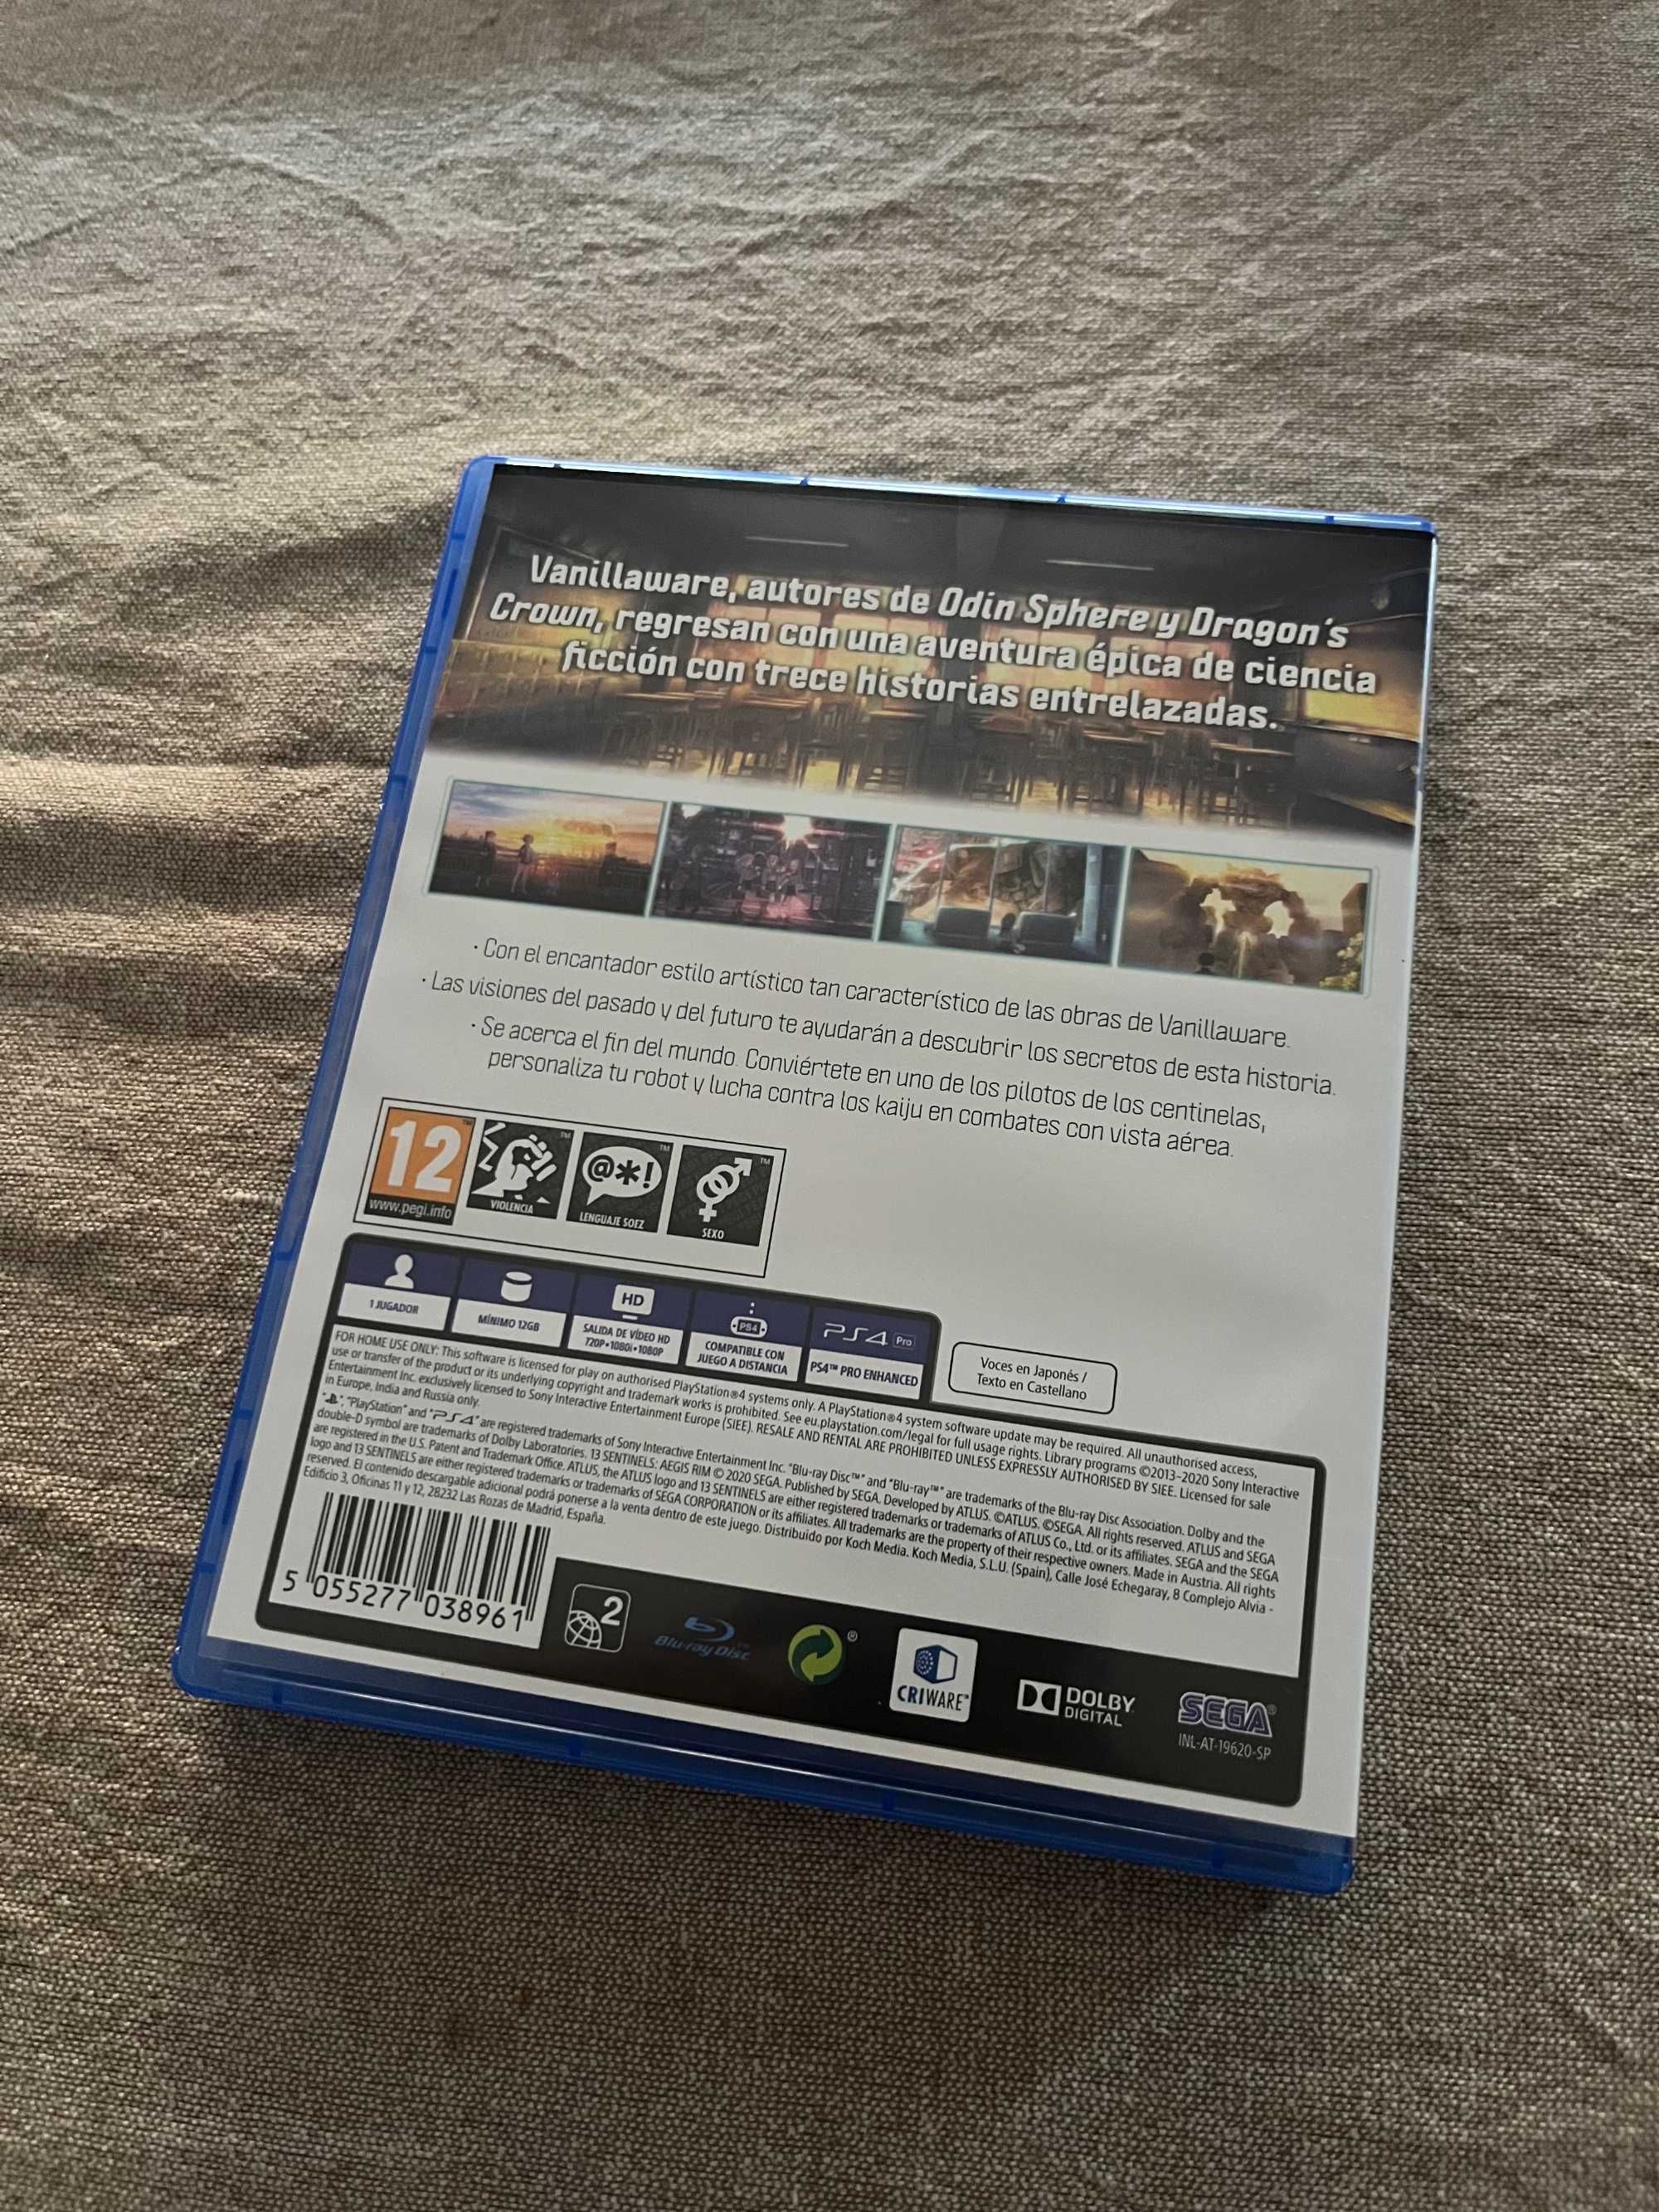 Vanillaware, autores de Odin Sphere y Dragon's
Crown, regresan con una aventura épica de ciencia
ficción con trece historias entrelazadas.
· Con el encantador estilo artístico tan característico de las obras de Vanillaware.
· Las visiones del pasado y del futuro te ayudarán a descubrir los secretos de esta historia.
· Se acerca el fin del mundo. Conviértete en uno de los pilotos de los centinelas,
personaliza tu robot y lucha contra los kaiju en combates con vista aérea.
12™
www.pegi.info
VIOLENCIA
@*!
LENGUAJE SOEZ
SEXO
1 JUGADOR
MÍNIMO 12GB
HD
SALIDA DE VÍDEO HD
720P•1080i•1080P
PS4
COMPATIBLE CON
JUEGO A DISTANCIA
PS4 Pro
PS4™ PRO ENHANCED
Voces en Japonés /
Texto en Castellano
FOR HOME USE ONLY: This software is licensed for play on authorised PlayStation®4 systems only. A PlayStation®4 system software update may be required. All unauthorised access,
use or transfer of the product or its underlying copyright and trademark works is prohibited. See eu.playstation.com/legal for full usage rights. Library programs ©2013-2020 Sony Interactive
Entertainment Inc. exclusively licensed to Sony Interactive Entertainment Europe (SIEE). RESALE AND RENTAL ARE PROHIBITED UNLESS EXPRESSLY AUTHORISED BY SIEE. Licensed for sale
in Europe, India and Russia only.
"PlayStation" and "PS4" are registered trademarks of Sony Interactive Entertainment Inc. "Blu-ray Disc™" and "Blu-ray™" are trademarks of the Blu-ray Disc Association. Dolby and the
double-D symbol are trademarks of Dolby Laboratories. 13 SENTINELS: AEGIS RIM © 2020 SEGA. Published by SEGA. Developed by ATLUS. ©ATLUS. ©SEGA. All rights reserved. ATLUS and SEGA
are registered in the U.S. Patent and Trademark Office. ATLUS, the ATLUS logo and 13 SENTINELS are either registered trademarks or trademarks of ATLUS Co., Ltd. or its affiliates. SEGA and the SEGA
logo and 13 SENTINELS are either registered trademarks or trademarks of SEGA CORPORATION or its affiliates. All trademarks are the property of their respective owners. Made in Austria. All rights
reserved. El contenido descargable adicional podrá ponerse a la venta dentro de este juego. Distribuido por Koch Media. Koch Media, S.L.U. (Spain), Calle José Echegaray, 8 Complejo Alvia -
Edificio 3, Oficinas 11 y 12, 28232 Las Rozas de Madrid, España.
5 055277 038961
2
Blu-ray Disc
®
CRIWARE™
DOLBY
DIGITAL
SEGA®
INL-AT-19620-SP